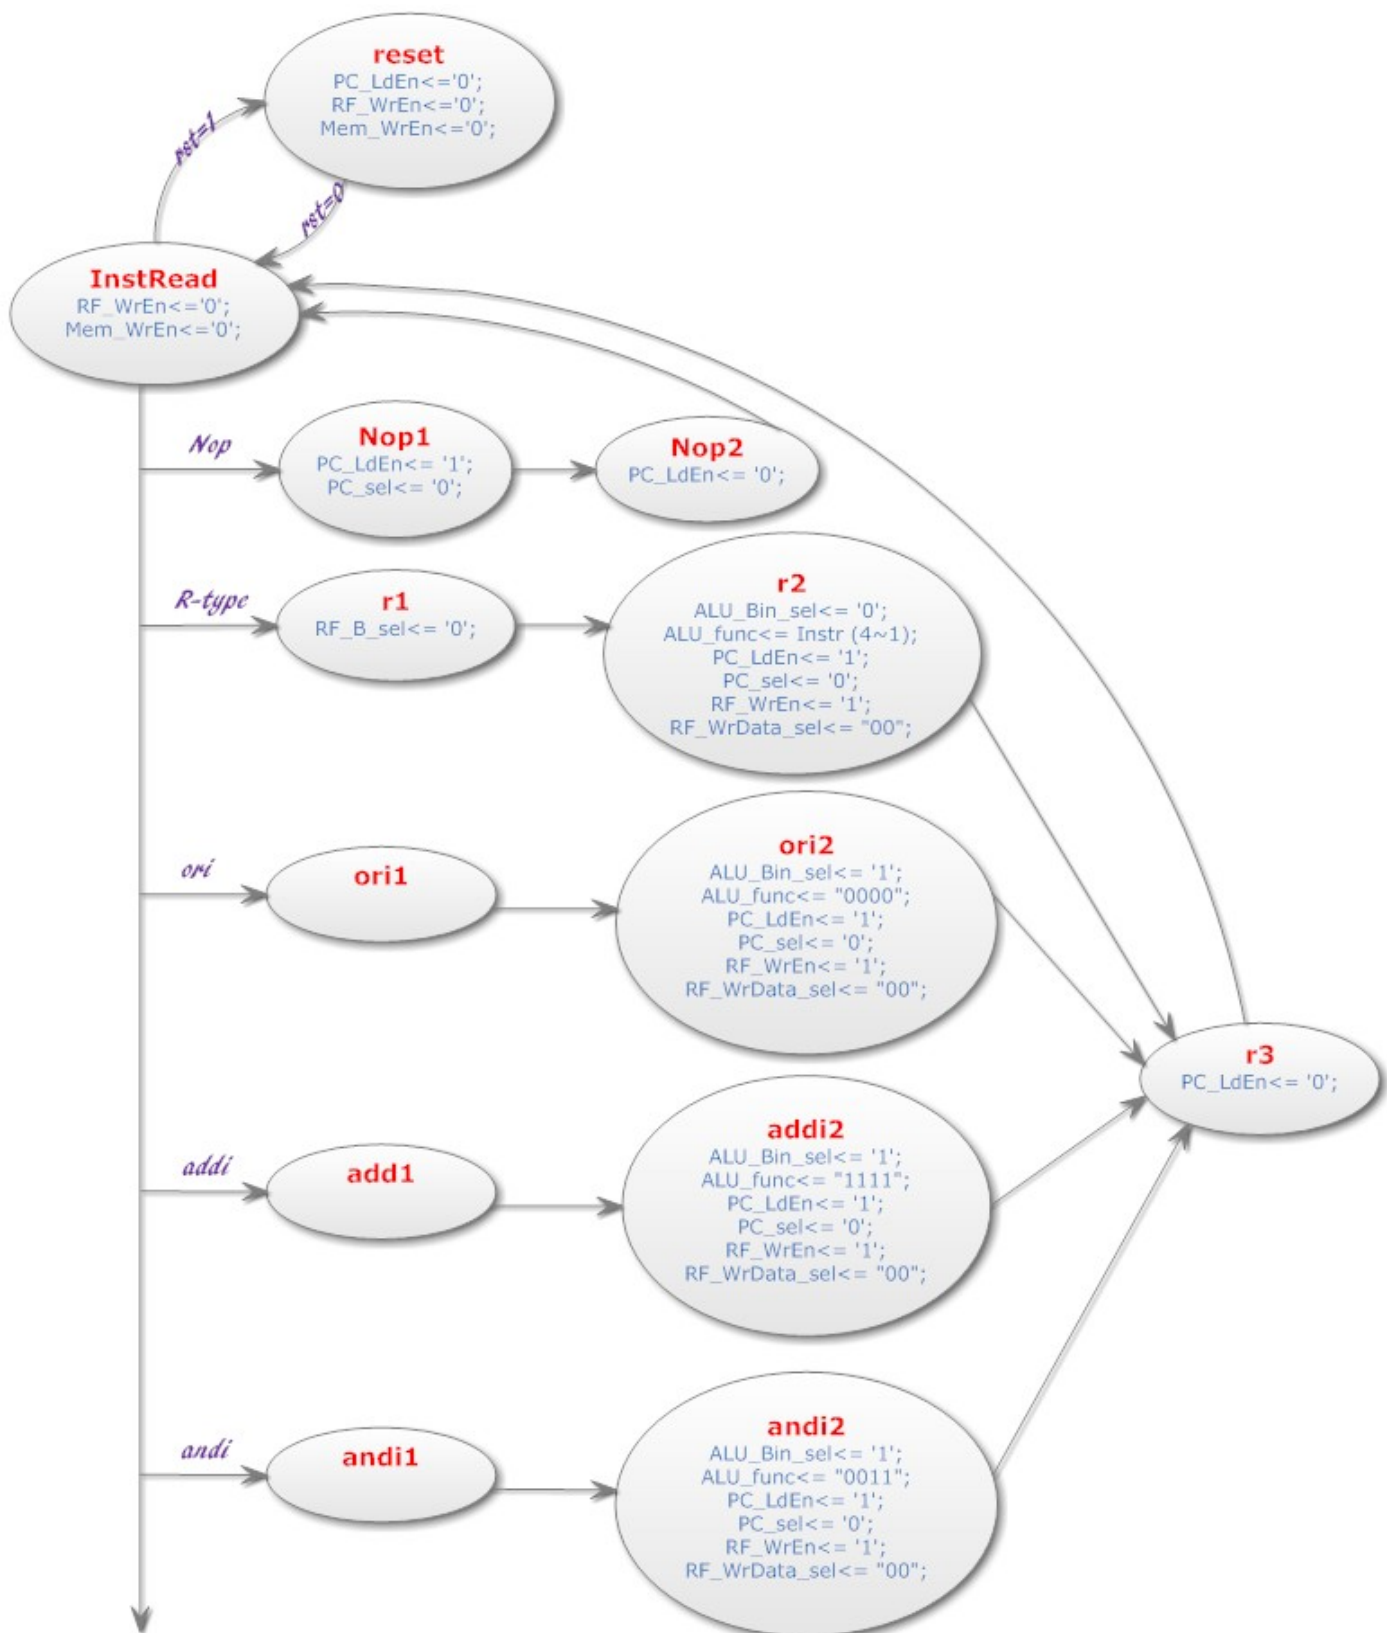 reset
PC_LdEn<='0';
RF_WrEn<='0';
Mem_WrEn<='0';
rst=1
rst=0
InstRead
RF_WrEn<='0';
Mem_WrEn<='0';
Nop
Nop1
PC_LdEn<= '1';
PC_sel<= '0';
Nop2
PC_LdEn<= '0';
R-type
r1
RF_B_sel<= '0';
r2
ALU_Bin_sel<= '0';
ALU_func<= Instr (4~1);
PC_LdEn<= '1';
PC_sel<= '0';
RF_WrEn<= '1';
RF_WrData_sel<= "00";
ori
ori1
ori2
ALU_Bin_sel<= '1';
ALU_func<= "0000";
PC_LdEn<= '1';
PC_sel<= '0';
RF_WrEn<= '1';
RF_WrData_sel<= "00";
r3
PC_LdEn<= '0';
addi
add1
addi2
ALU_Bin_sel<= '1';
ALU_func<= "1111";
PC_LdEn<= '1';
PC_sel<= '0';
RF_WrEn<= '1';
RF_WrData_sel<= "00";
andi
andi1
andi2
ALU_Bin_sel<= '1';
ALU_func<= "0011";
PC_LdEn<= '1';
PC_sel<= '0';
RF_WrEn<= '1';
RF_WrData_sel<= "00";